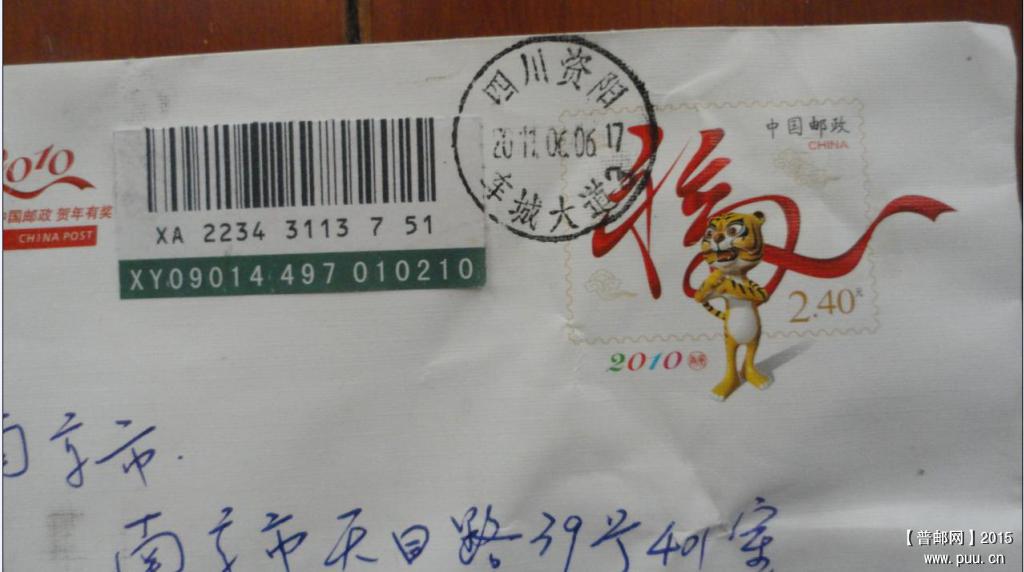 四川资阳
2011.06.06.17
车城大道3
中国邮政
CHINA
2010
中国邮政 贺年有奖
CHINA POST
XA 2234 3113 7 51
XY09014 497 010210
2.40元
2010
南京市.
南京市天目路39号401室
【普邮网】2015
www.puu.cn